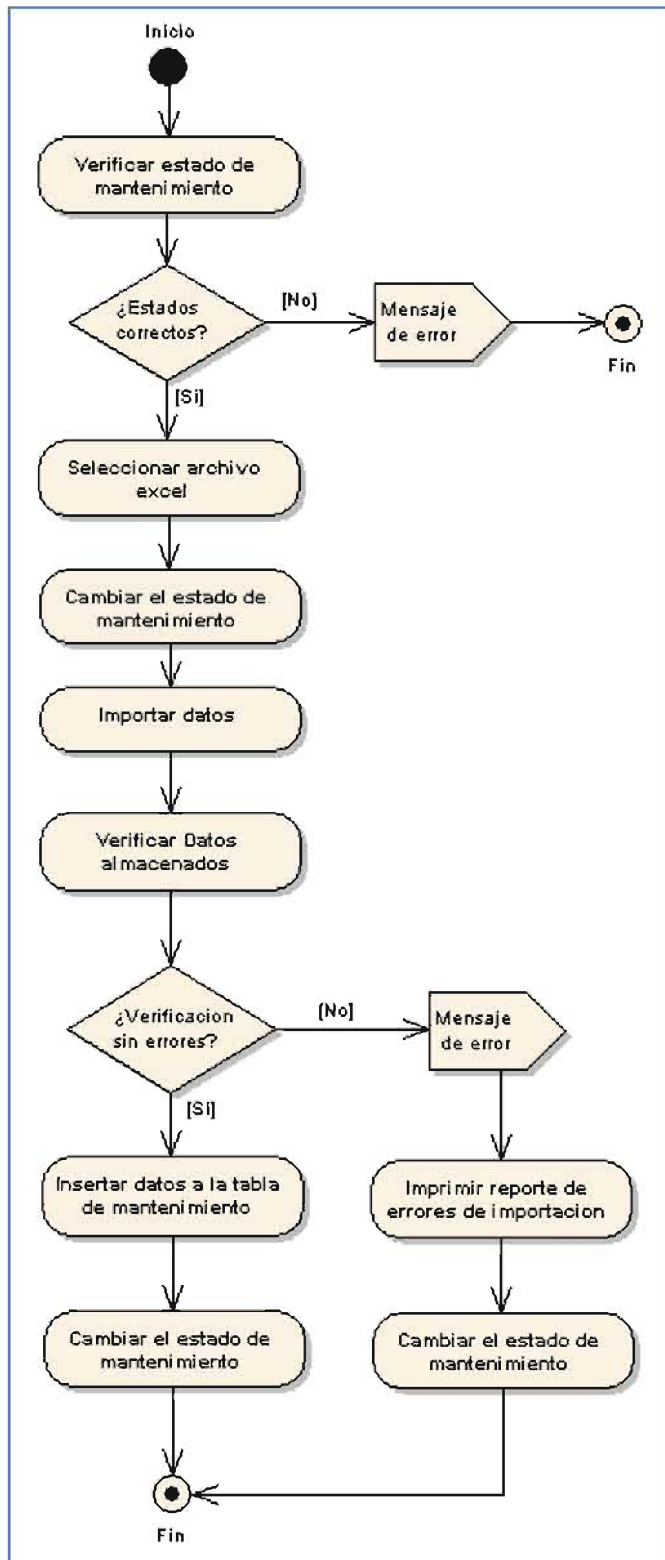 Inicio
Verificar estado de
mantenimiento
¿Estados
correctos?
[No]
Mensaje
de error
Fin
[Si]
Seleccionar archivo
excel
Cambiar el estado de
mantenimiento
Importar datos
Verificar Datos
almacenados
¿Verificacion
sin errores?
[No]
Mensaje
de error
[Si]
Insertar datos a la tabla
de mantenimiento
Imprimir reporte de
errores de importacion
Cambiar el estado de
mantenimiento
Cambiar el estado de
mantenimiento
Fin